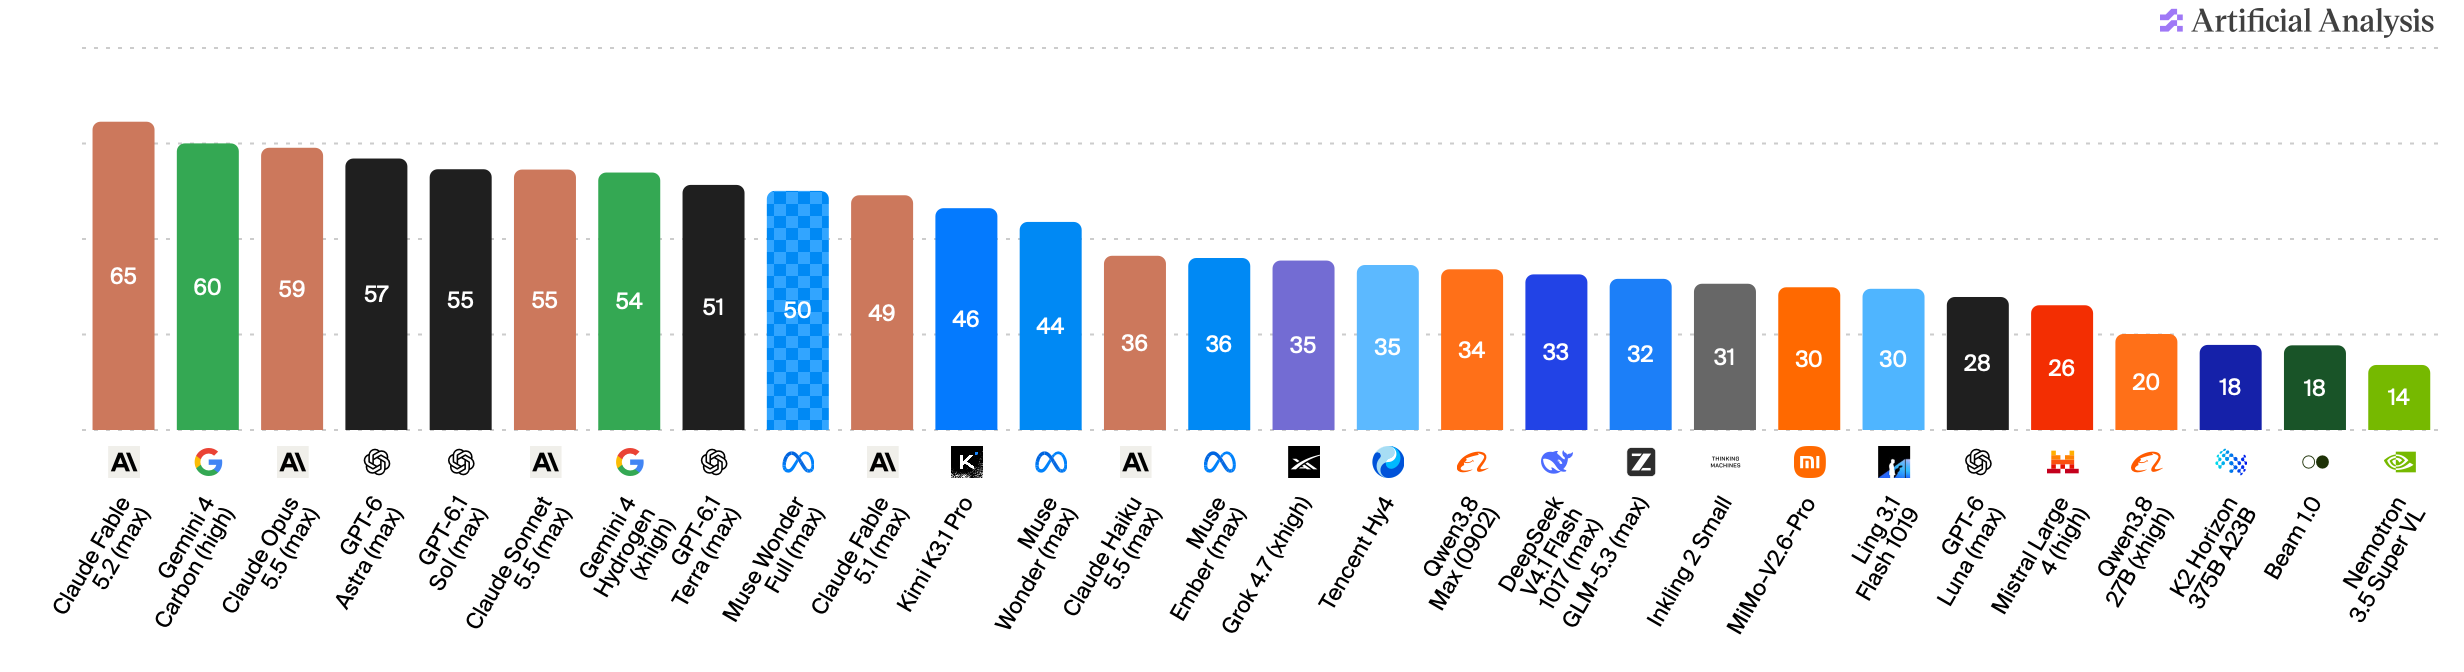 Artificial Analysis
65
60
59
57
55
55
54
51
50
49
46
44
36
36
35
35
34
33
32
31
30
30
28
26
20
18
18
14
THINKING
MACHINES
Claude Fable
5.2 (max)
Gemini 4
Carbon (high)
Claude Opus
5.5 (max)
GPT-6
Astra (max)
GPT-6.1
Sol (max)
Claude Sonnet
5.5 (max)
Gemini 4
Hydrogen
(xhigh)
GPT-6.1
Terra (max)
Muse Wonder
Full (max)
Claude Fable
5.1 (max)
Kimi K3.1 Pro
Muse
Wonder (max)
Claude Haiku
5.5 (max)
Muse
Ember (max)
Grok 4.7 (xhigh)
Tencent Hy4
Qwen3.8
Max (0902)
DeepSeek
V4.1 Flash
1017 (max)
GLM-5.3 (max)
Inkling 2 Small
MiMo-V2.6-Pro
Ling 3.1
Flash 1019
GPT-6
Luna (max)
Mistral Large
4 (high)
Qwen3.8
27B (xhigh)
K2 Horizon
375B A23B
Beam 1.0
Nemotron
3.5 Super VL